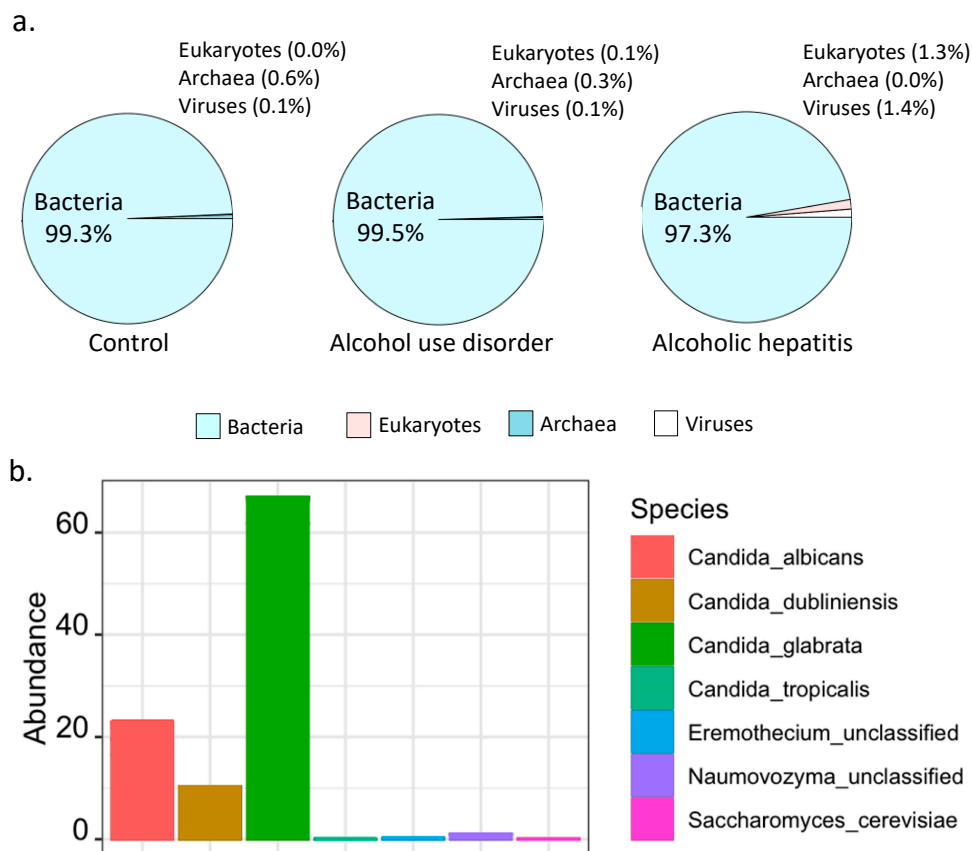 a.
Eukaryotes (0.0%)
Archaea (0.6%)
Viruses (0.1%)
Bacteria
99.3%
Control
Eukaryotes (0.1%)
Archaea (0.3%)
Viruses (0.1%)
Bacteria
99.5%
Alcohol use disorder
Eukaryotes (1.3%)
Archaea (0.0%)
Viruses (1.4%)
Bacteria
97.3%
Alcoholic hepatitis
Bacteria
Eukaryotes
Archaea
Viruses
b.
Abundance
60
40
20
0
Species
Candida_albicans
Candida_dubliniensis
Candida_glabrata
Candida_tropicalis
Eremothecium_unclassified
Naumovozyma_unclassified
Saccharomyces_cerevisiae